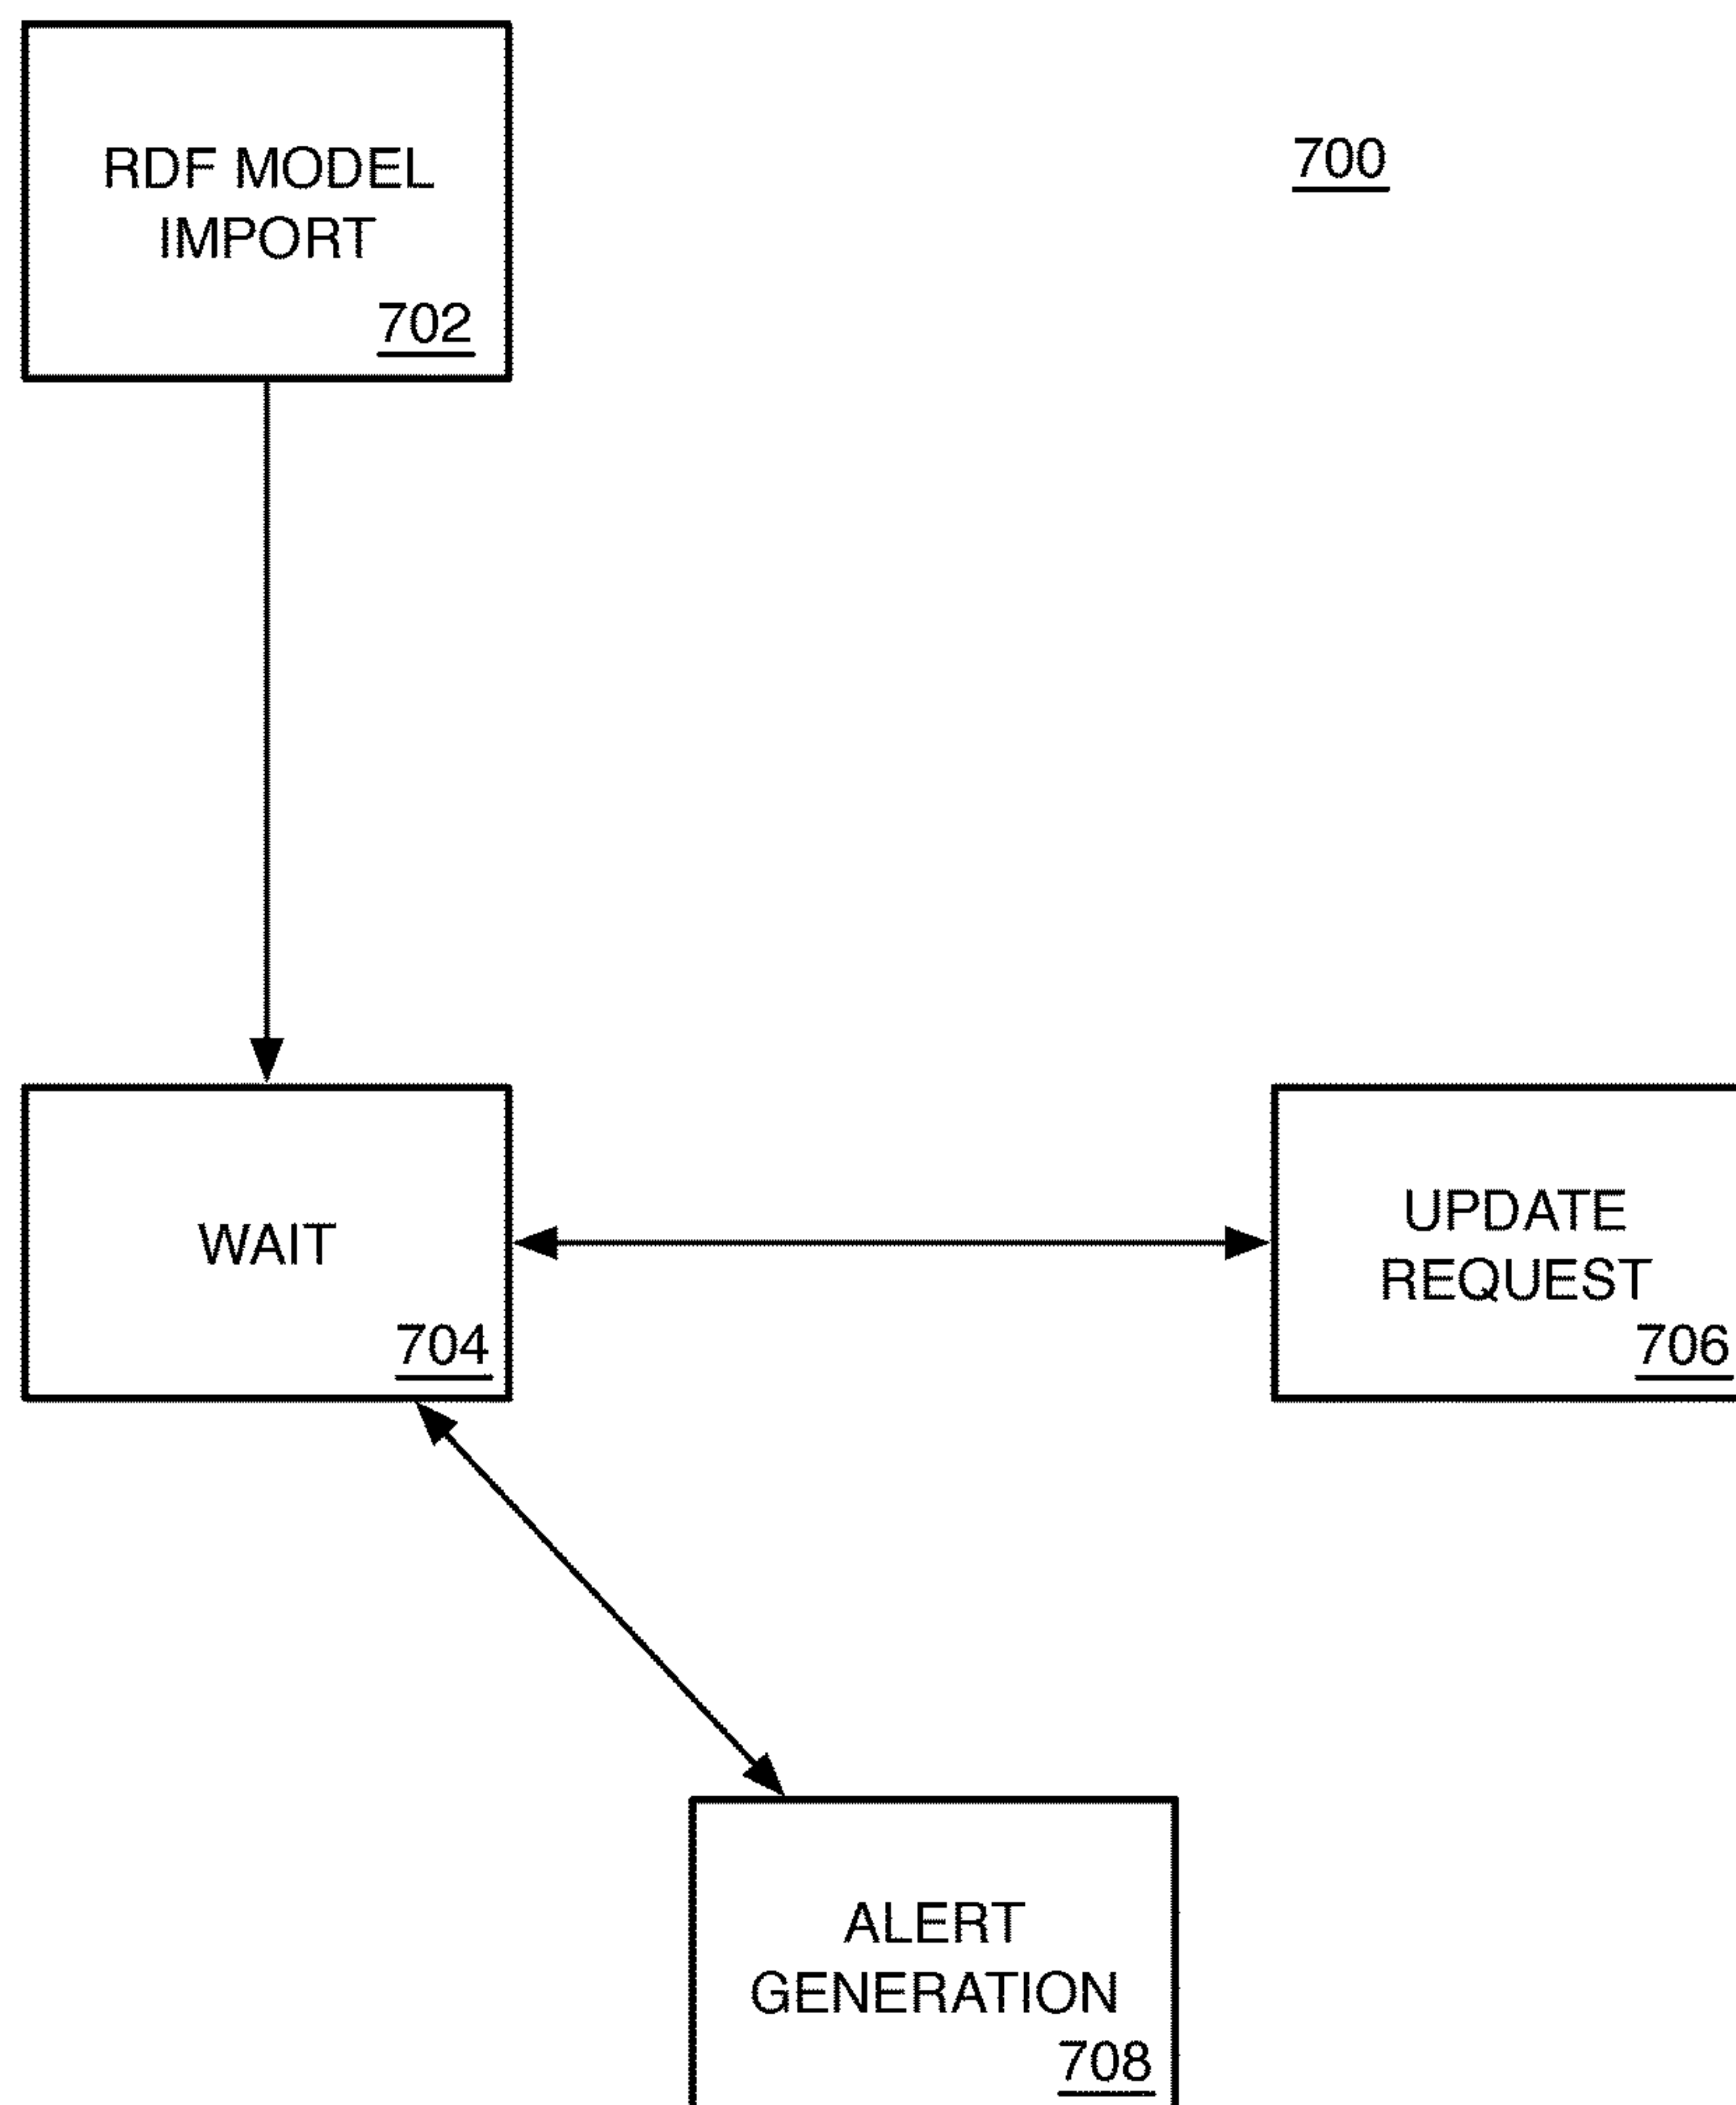 RDF MODEL
IMPORT
702
700
WAIT
704
UPDATE
REQUEST
706
ALERT
GENERATION
708